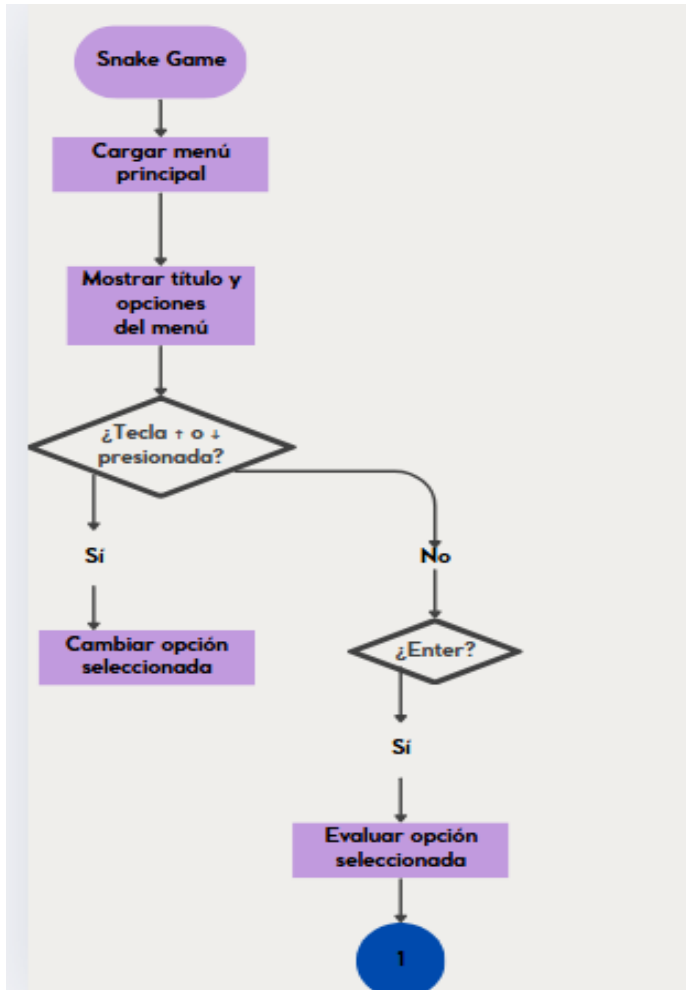 Snake Game
Cargar menú
principal
Mostrar título y
opciones
del menú
¿Tecla ↑ o ↓
presionada?
Sí
No
Cambiar opción
seleccionada
¿Enter?
Sí
Evaluar opción
seleccionada
1